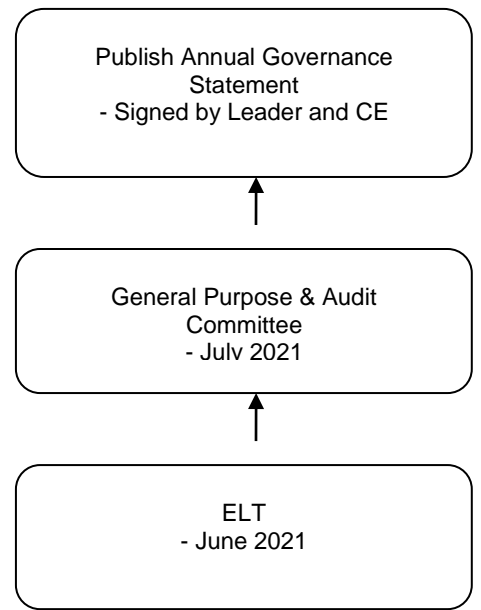 Publish Annual Governance
Statement
- Signed by Leader and CE
General Purpose & Audit
Committee
- July 2021
ELT
- June 2021